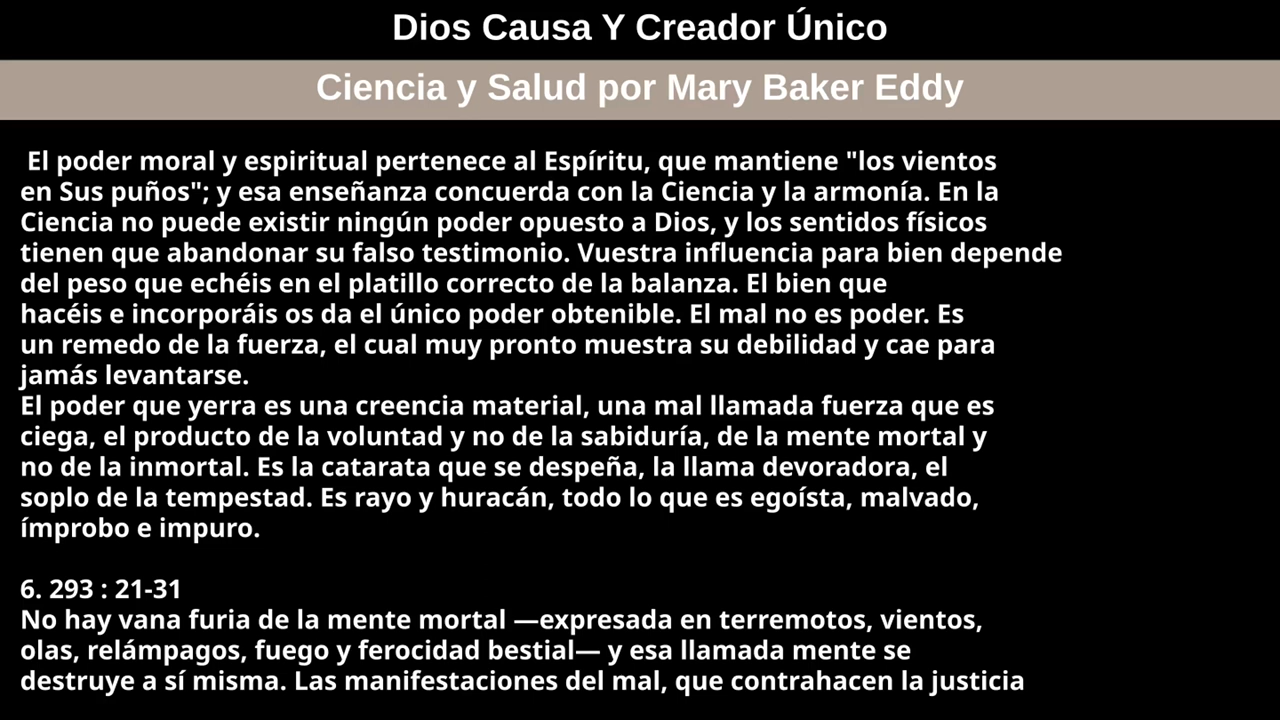 Dios Causa Y Creador Único
Ciencia y Salud por Mary Baker Eddy
El poder moral y espiritual pertenece al Espíritu, que mantiene "los vientos
en Sus puños"; y esa enseñanza concuerda con la Ciencia y la armonía. En la
Ciencia no puede existir ningún poder opuesto a Dios, y los sentidos físicos
tienen que abandonar su falso testimonio. Vuestra influencia para bien depende
del peso que echéis en el platillo correcto de la balanza. El bien que
hacéis e incorporáis os da el único poder obtenible. El mal no es poder. Es
un remedo de la fuerza, el cual muy pronto muestra su debilidad y cae para
jamás levantarse.
El poder que yerra es una creencia material, una mal llamada fuerza que es
ciega, el producto de la voluntad y no de la sabiduría, de la mente mortal y
no de la inmortal. Es la catarata que se despeña, la llama devoradora, el
soplo de la tempestad. Es rayo y huracán, todo lo que es egoísta, malvado,
ímprobo e impuro.
6. 293 : 21-31
No hay vana furia de la mente mortal —expresada en terremotos, vientos,
olas, relámpagos, fuego y ferocidad bestial— y esa llamada mente se
destruye a sí misma. Las manifestaciones del mal, que contrahacen la justicia